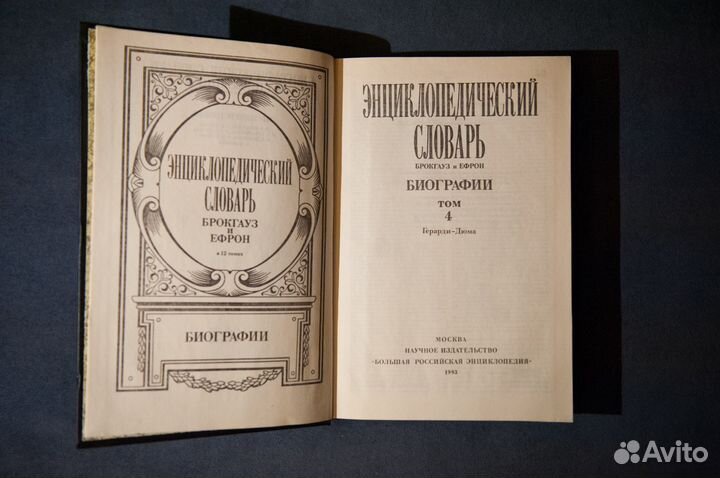 ЭНЦИКЛОПЕДИЧЕСКИЙ
СЛОВАРЬ
БРОКГАУЗ
И
ЕФРОН
в 12 томах
БИОГРАФИИ
ЭНЦИКЛОПЕДИЧЕСКИЙ
СЛОВАРЬ
БРОКГАУЗ И ЕФРОН
БИОГРАФИИ
ТОМ
4
Герарди-Дюма
МОСКВА
НАУЧНОЕ ИЗДАТЕЛЬСТВО
«БОЛЬШАЯ РОССИЙСКАЯ ЭНЦИКЛОПЕДИЯ»
1993
Avito